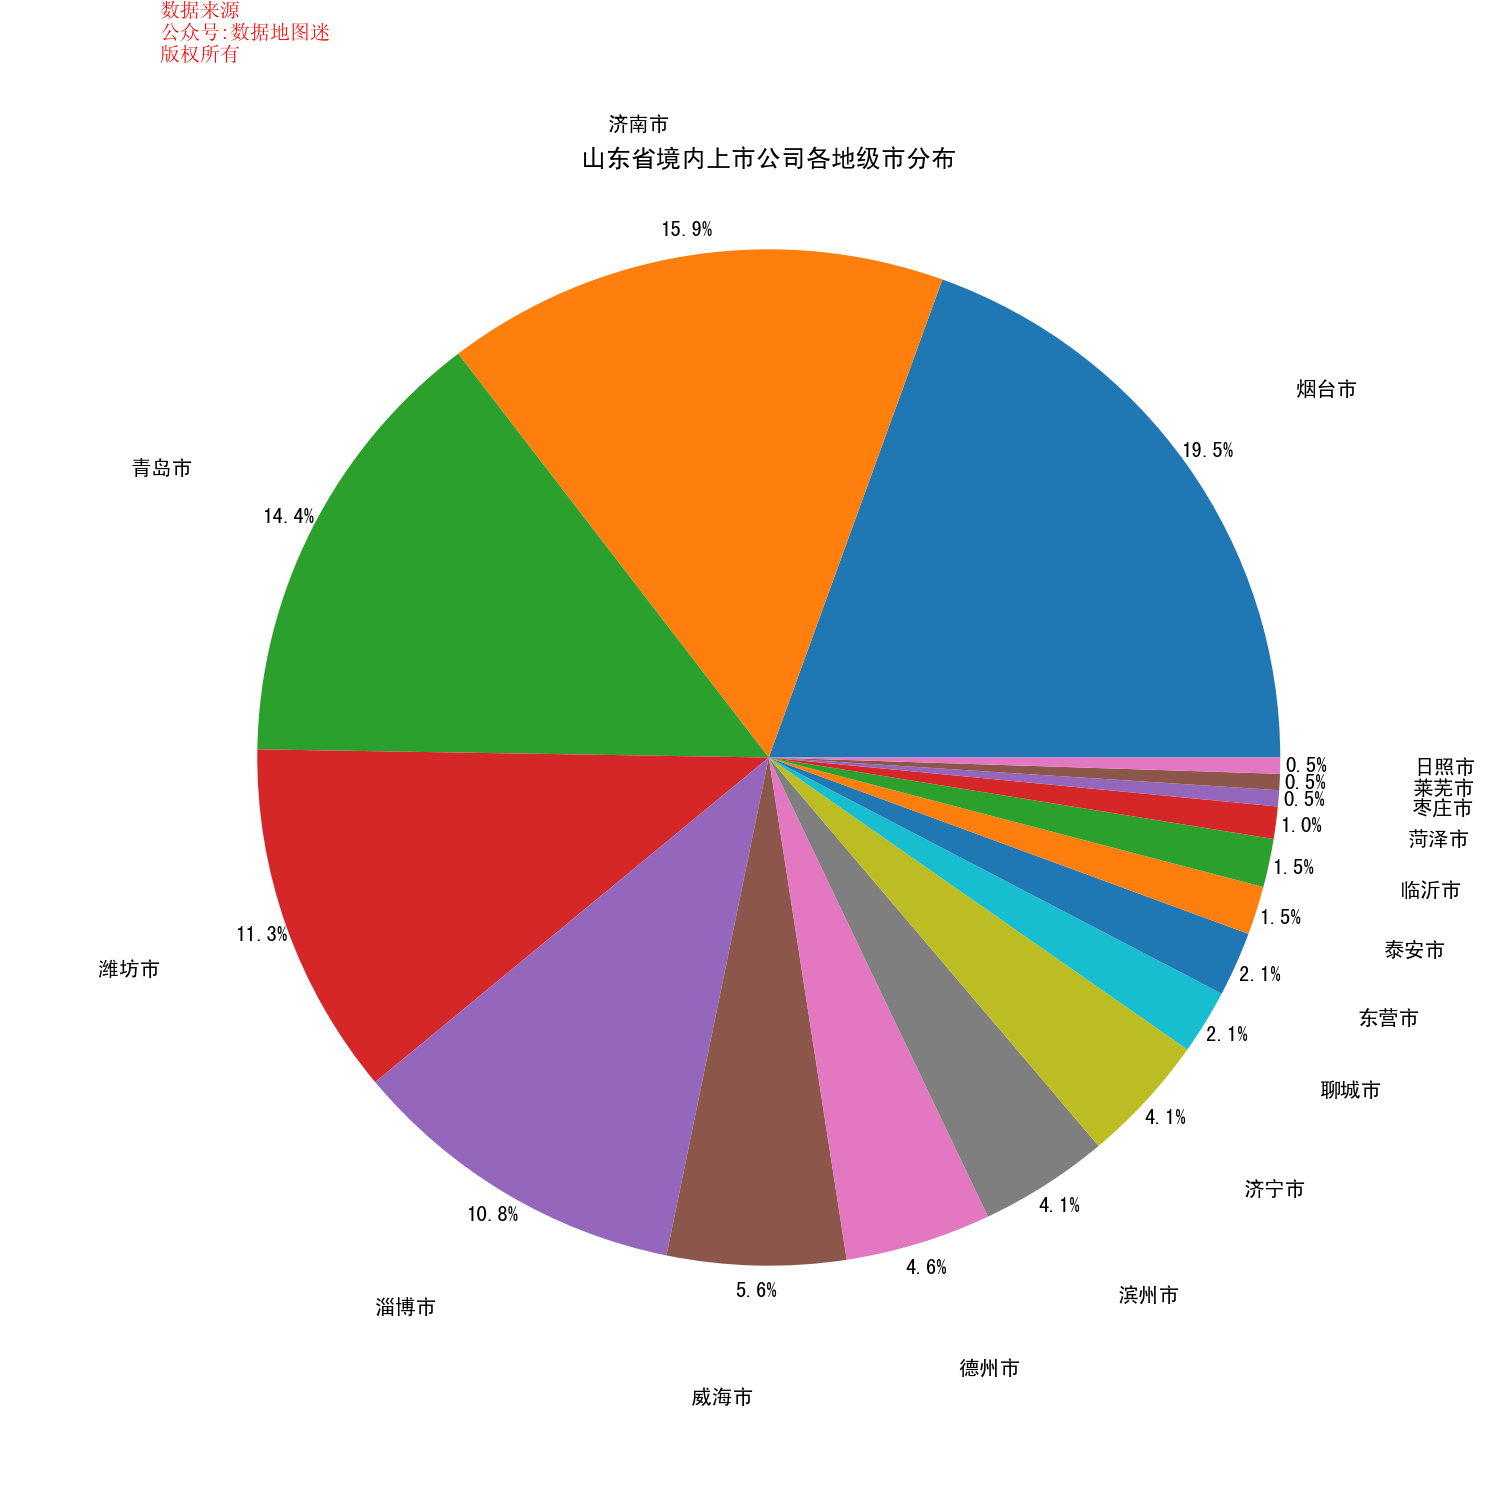 数据来源
公众号:数据地图迷
版权所有
济南市
山东省境内上市公司各地级市分布
15.9%
烟台市
19.5%
青岛市
14.4%
日照市
0.5%
莱芜市
0.5%
枣庄市
0.5%
菏泽市
1.0%
临沂市
1.5%
泰安市
1.5%
东营市
2.1%
聊城市
2.1%
济宁市
4.1%
滨州市
4.1%
德州市
4.6%
威海市
5.6%
淄博市
10.8%
潍坊市
11.3%